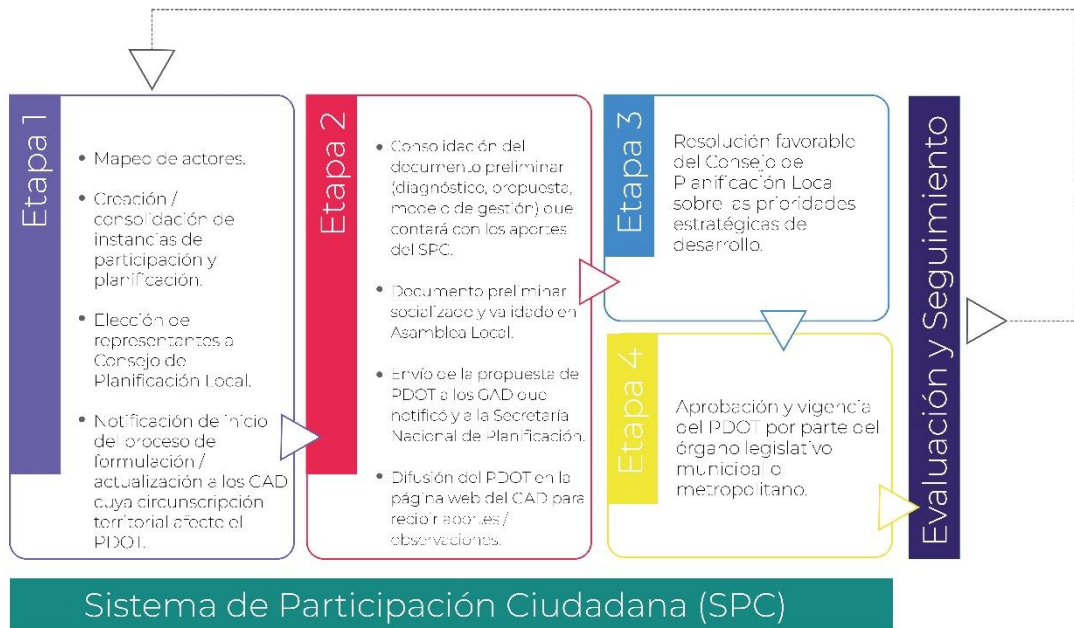 Etapa 1
• Mapeo de actores.
• Creación /
consolidación de
instancias de
participación y
planificación.
• Elección de
representantes a
Consejo de
Planificación Local.
• Notificación de inicio
del proceso de
formulación /
actualización a los GAD
cuya circunscripción
territorial afecte el
PDOT.
Etapa 2
• Consolidación del
documento preliminar
(diagnóstico, propuesta,
modelo de gestión) que
contará con los aportes
del SPC.
• Documento preliminar
socializado y validado en
Asamblea Local.
• Envío de la propuesta de
PDOT a los GAD que
notificó y a la Secretaría
Nacional de Planificación.
• Difusión del PDOT en la
página web del GAD para
recibir aportes /
observaciones.
Etapa 3
Resolución favorable
del Consejo de
Planificación Loca
sobre las prioridades
estratégicas de
desarrollo.
Etapa 4
Aprobación y vigencia
del PDOT por parte del
órgano legislativo
municipal o
metropolitano.
Evaluación y Seguimiento
Sistema de Participación Ciudadana (SPC)